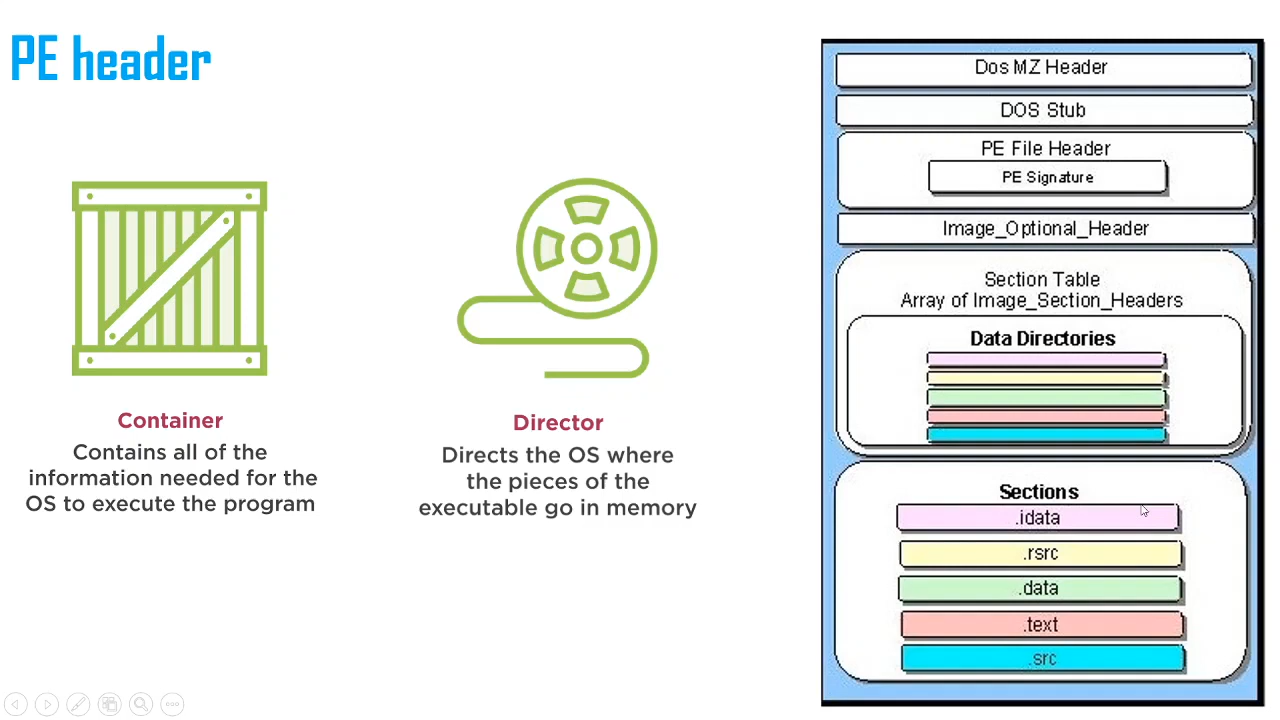 PE header
Container
Contains all of the
information needed for the
OS to execute the program
Director
Directs the OS where
the pieces of the
executable go in memory
Dos MZ Header
DOS Stub
PE File Header
PE Signature
Image_Optional_Header
Section Table
Array of Image_Section_Headers
Data Directories
Sections
.idata
.rsrc
.data
.text
.src